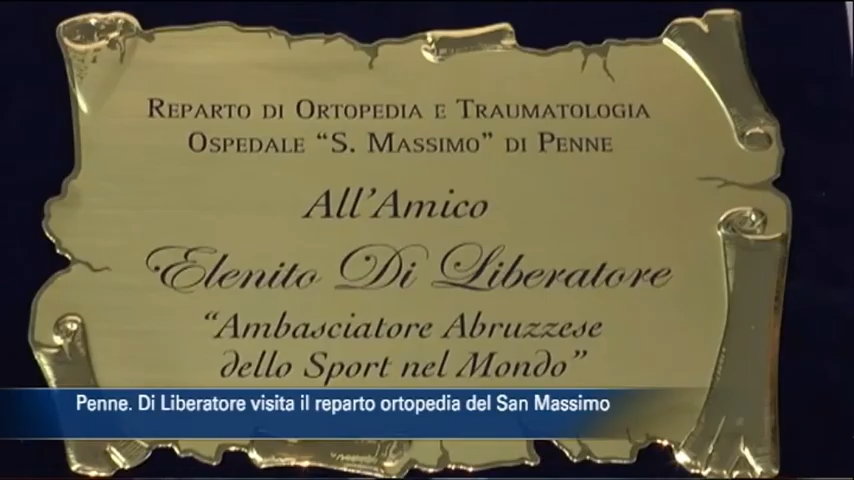 REPARTO DI ORTOPEDIA E TRAUMATOLOGIA
OSPEDALE “S. MASSIMO” DI PENNE
All'Amico
Elenito Di Liberatore
“Ambasciatore Abruzzese
dello Sport nel Mondo”
Penne. Di Liberatore visita il reparto ortopedia del San Massimo